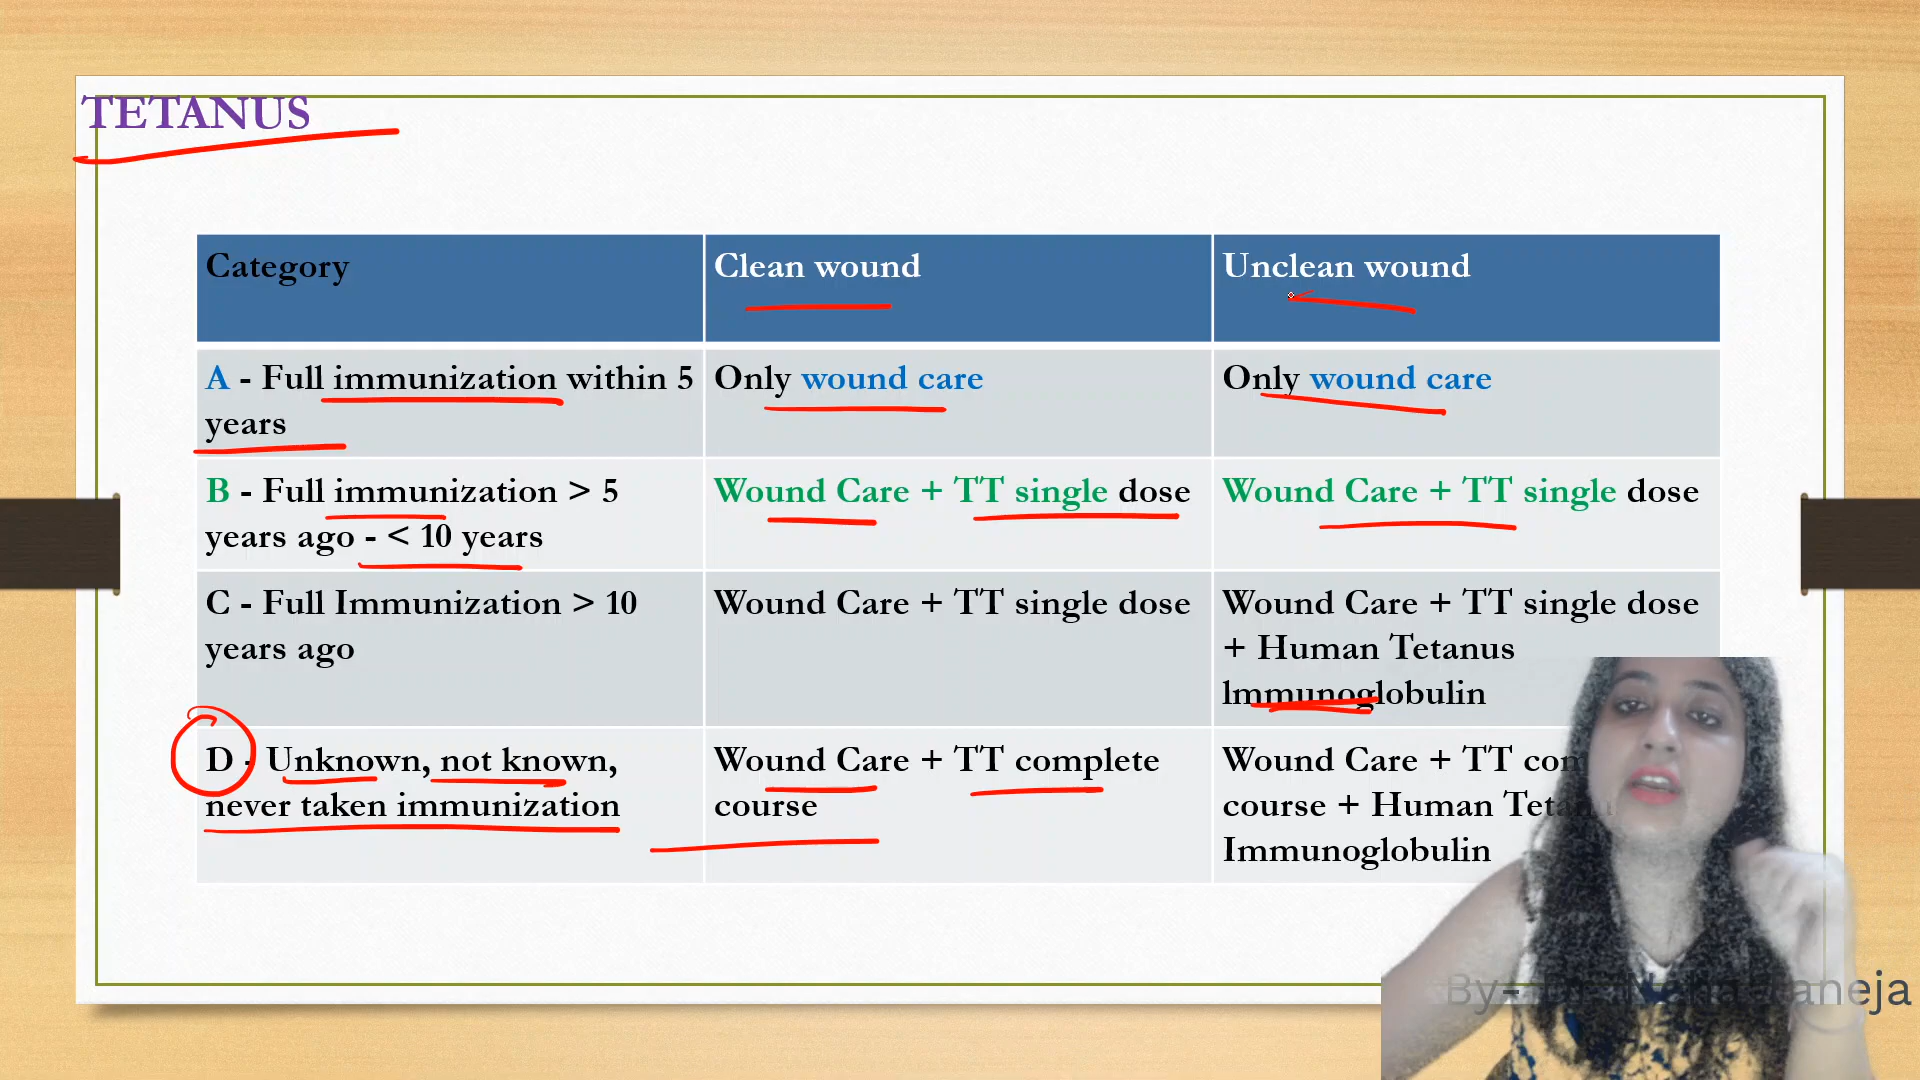 TETANUS
Category
Clean wound
Unclean wound
A - Full immunization within 5
years
Only wound care
Only wound care
B - Full immunization > 5
years ago - < 10 years
Wound Care + TT single dose
Wound Care + TT single dose
C - Full Immunization > 10
years ago
Wound Care + TT single dose
Wound Care + TT single dose
+ Human Tetanus
lmmunoglobulin
D - Unknown, not known,
never taken immunization
Wound Care + TT complete
course
Wound Care + TT
course + Human
Immunoglobulin
By-